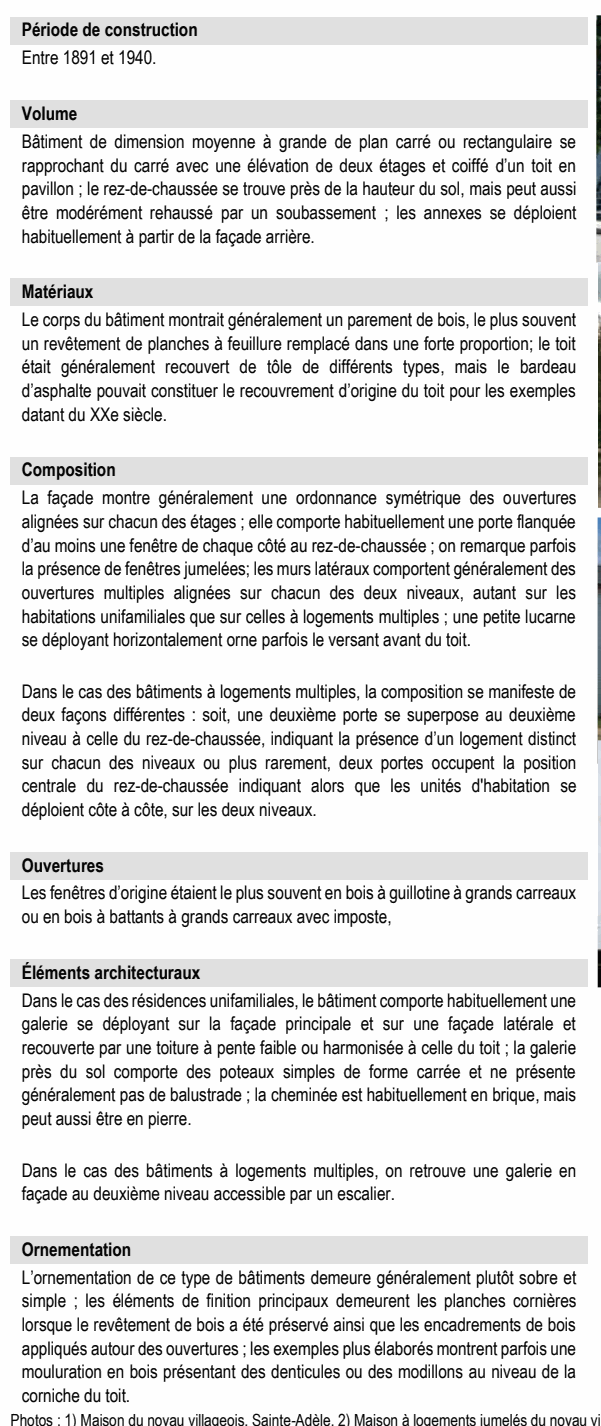 Période de construction
Entre 1891 et 1940.
Volume
Bâtiment de dimension moyenne à grande de plan carré ou rectangulaire se
rapprochant du carré avec une élévation de deux étages et coiffé d'un toit en
pavillon ; le rez-de-chaussée se trouve près de la hauteur du sol, mais peut aussi
être modérément rehaussé par un soubassement ; les annexes se déploient
habituellement à partir de la façade arrière.
Matériaux
Le corps du bâtiment montrait généralement un parement de bois, le plus souvent
un revêtement de planches à feuillure remplacé dans une forte proportion; le toit
était généralement recouvert de tôle de différents types, mais le bardeau
d'asphalte pouvait constituer le recouvrement d'origine du toit pour les exemples
datant du XXe siècle.
Composition
La façade montre généralement une ordonnance symétrique des ouvertures
alignées sur chacun des étages ; elle comporte habituellement une porte flanquée
d'au moins une fenêtre de chaque côté au rez-de-chaussée ; on remarque parfois
la présence de fenêtres jumelées; les murs latéraux comportent généralement des
ouvertures multiples alignées sur chacun des deux niveaux, autant sur les
habitations unifamiliales que sur celles à logements multiples ; une petite lucarne
se déployant horizontalement orne parfois le versant avant du toit.
Dans le cas des bâtiments à logements multiples, la composition se manifeste de
deux façons différentes : soit, une deuxième porte se superpose au deuxième
niveau à celle du rez-de-chaussée, indiquant la présence d'un logement distinct
sur chacun des niveaux ou plus rarement, deux portes occupent la position
centrale du rez-de-chaussée indiquant alors que les unités d'habitation se
déploient côte à côte, sur les deux niveaux.
Ouvertures
Les fenêtres d'origine étaient le plus souvent en bois à guillotine à grands carreaux
ou en bois à battants à grands carreaux avec imposte,
Éléments architecturaux
Dans le cas des résidences unifamiliales, le bâtiment comporte habituellement une
galerie se déployant sur la façade principale et sur une façade latérale et
recouverte par une toiture à pente faible ou harmonisée à celle du toit ; la galerie
près du sol comporte des poteaux simples de forme carrée et ne présente
généralement pas de balustrade ; la cheminée est habituellement en brique, mais
peut aussi être en pierre.
Dans le cas des bâtiments à logements multiples, on retrouve une galerie en
façade au deuxième niveau accessible par un escalier.
Ornementation
L'ornementation de ce type de bâtiments demeure généralement plutôt sobre et
simple ; les éléments de finition principaux demeurent les planches cornières
lorsque le revêtement de bois a été préservé ainsi que les encadrements de bois
appliqués autour des ouvertures ; les exemples plus élaborés montrent parfois une
mouluration en bois présentant des denticules ou des modillons au niveau de la
corniche du toit.
Photos : 1) Maison du noyau villageois, Sainte-Adèle, 2) Maison à logements jumelés du noyau vi